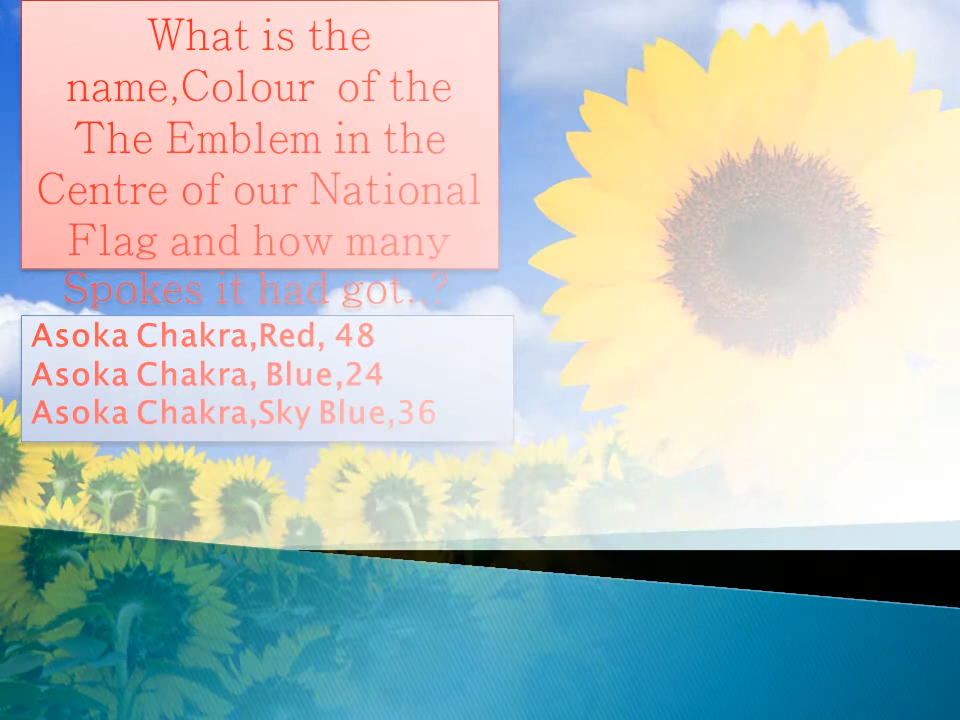 What is the
name,Colour of the
The Emblem in the
Centre of our National
Flag and how many
Spokes it had got..?
Asoka Chakra,Red, 48
Asoka Chakra, Blue,24
Asoka Chakra,Sky Blue,36